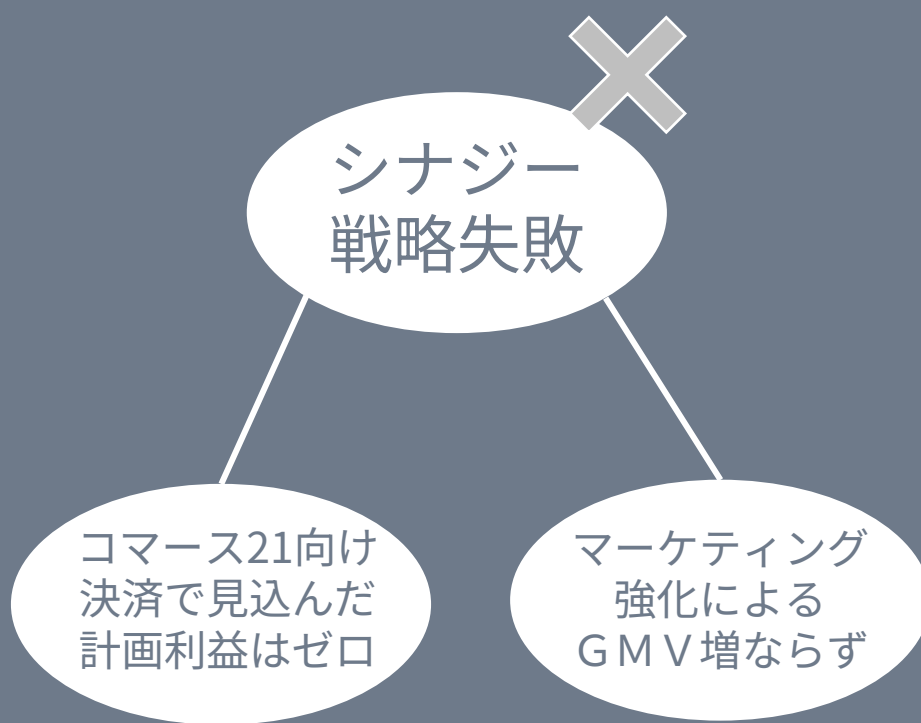 シナジー
戦略失敗
コマース21向け
決済で見込んだ
計画利益はゼロ
マーケティング
強化による
ＧＭＶ増ならず